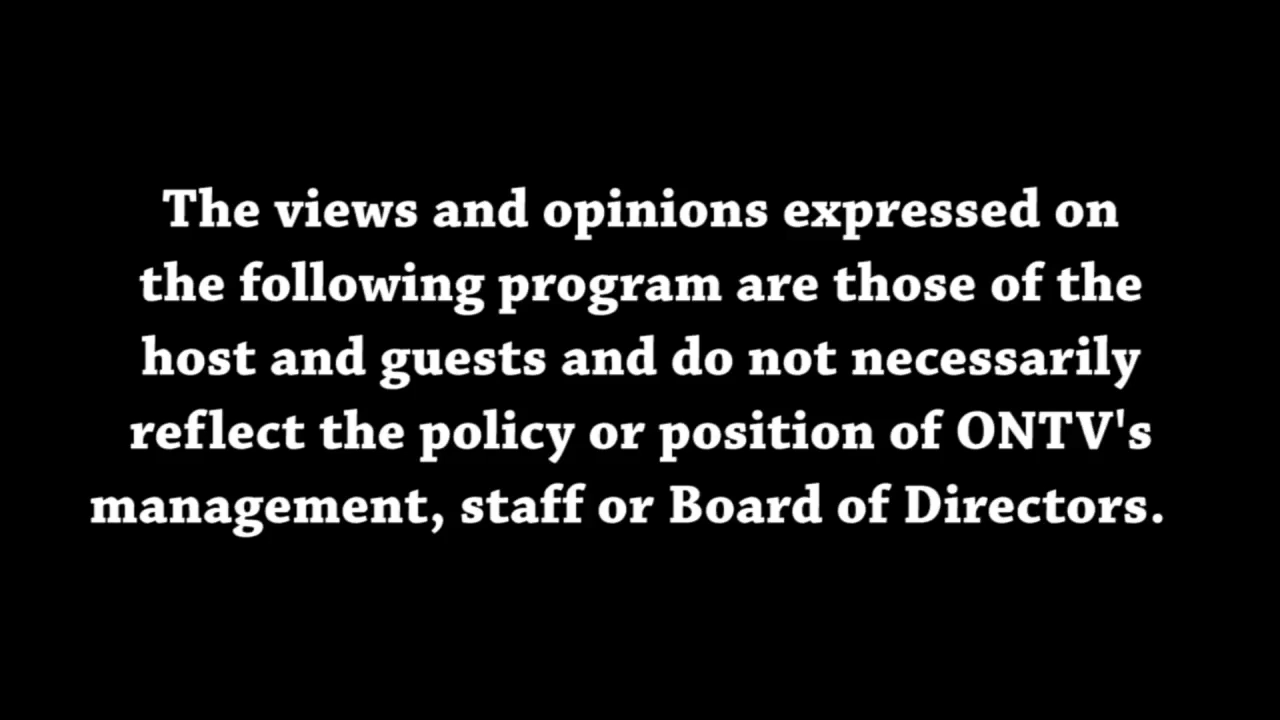 The views and opinions expressed on
the following program are those of the
host and guests and do not necessarily
reflect the policy or position of ONTV's
management, staff or Board of Directors.